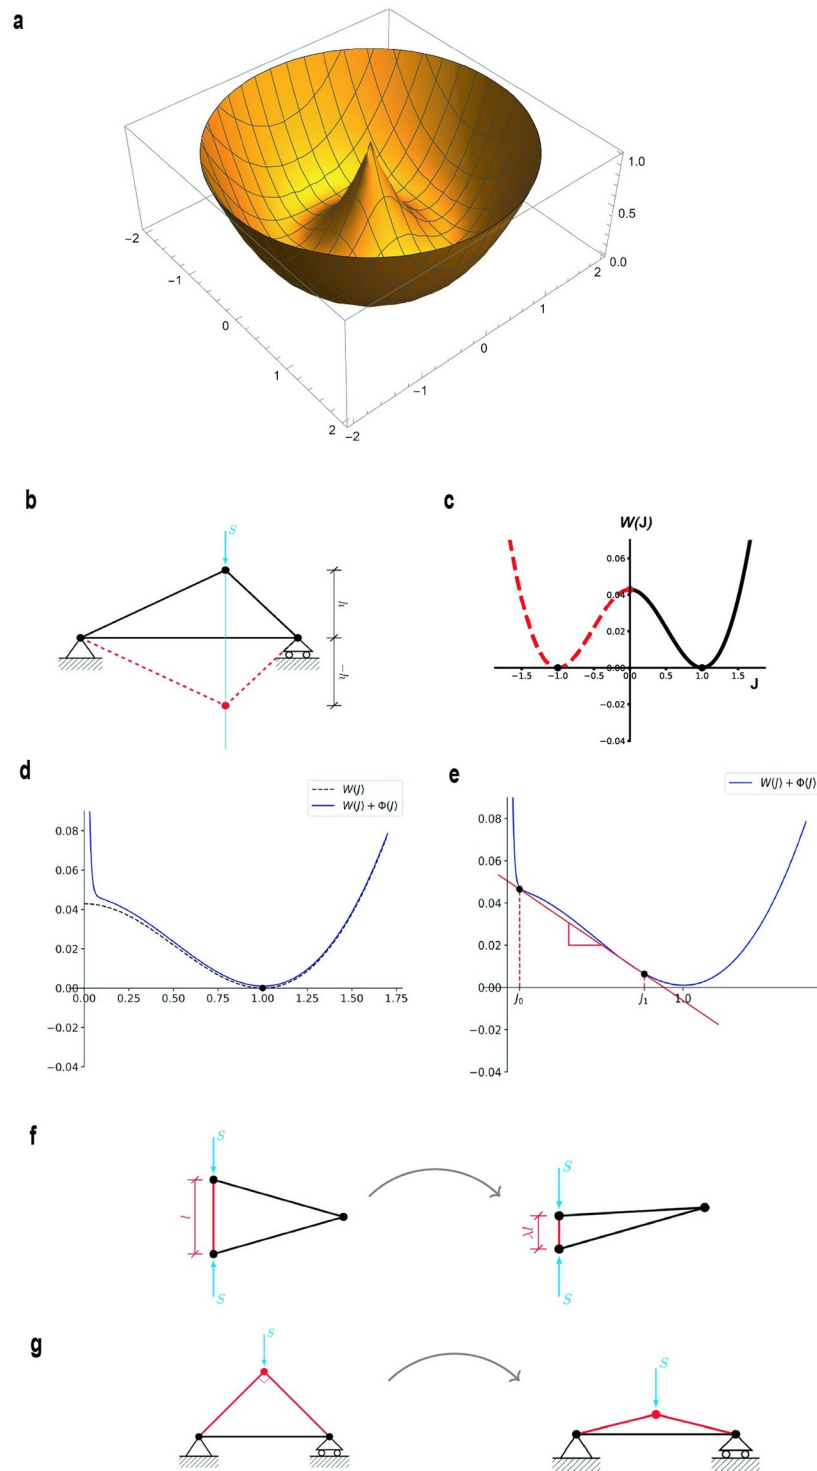 a
1.0
0.5
0.0
2
1
0
−1
−2
−2
−1
0
1
2
b
S
h
−h
c
W(J)
0.06
0.04
0.02
0.00
−0.02
−0.04
−1.5 −1.0 −0.5 0.0 0.5 1.0 1.5
J
d
W(J)
W(J) + Φ(J)
0.08
0.06
0.04
0.02
0.00
−0.02
−0.04
0.00 0.25 0.50 0.75 1.00 1.25 1.50 1.75
e
W(J) + Φ(J)
0.08
0.06
0.04
0.02
0.00
−0.02
−0.04
J₀ J₁ 1.0
f
S
l
S
S
λl
S
g
S
S